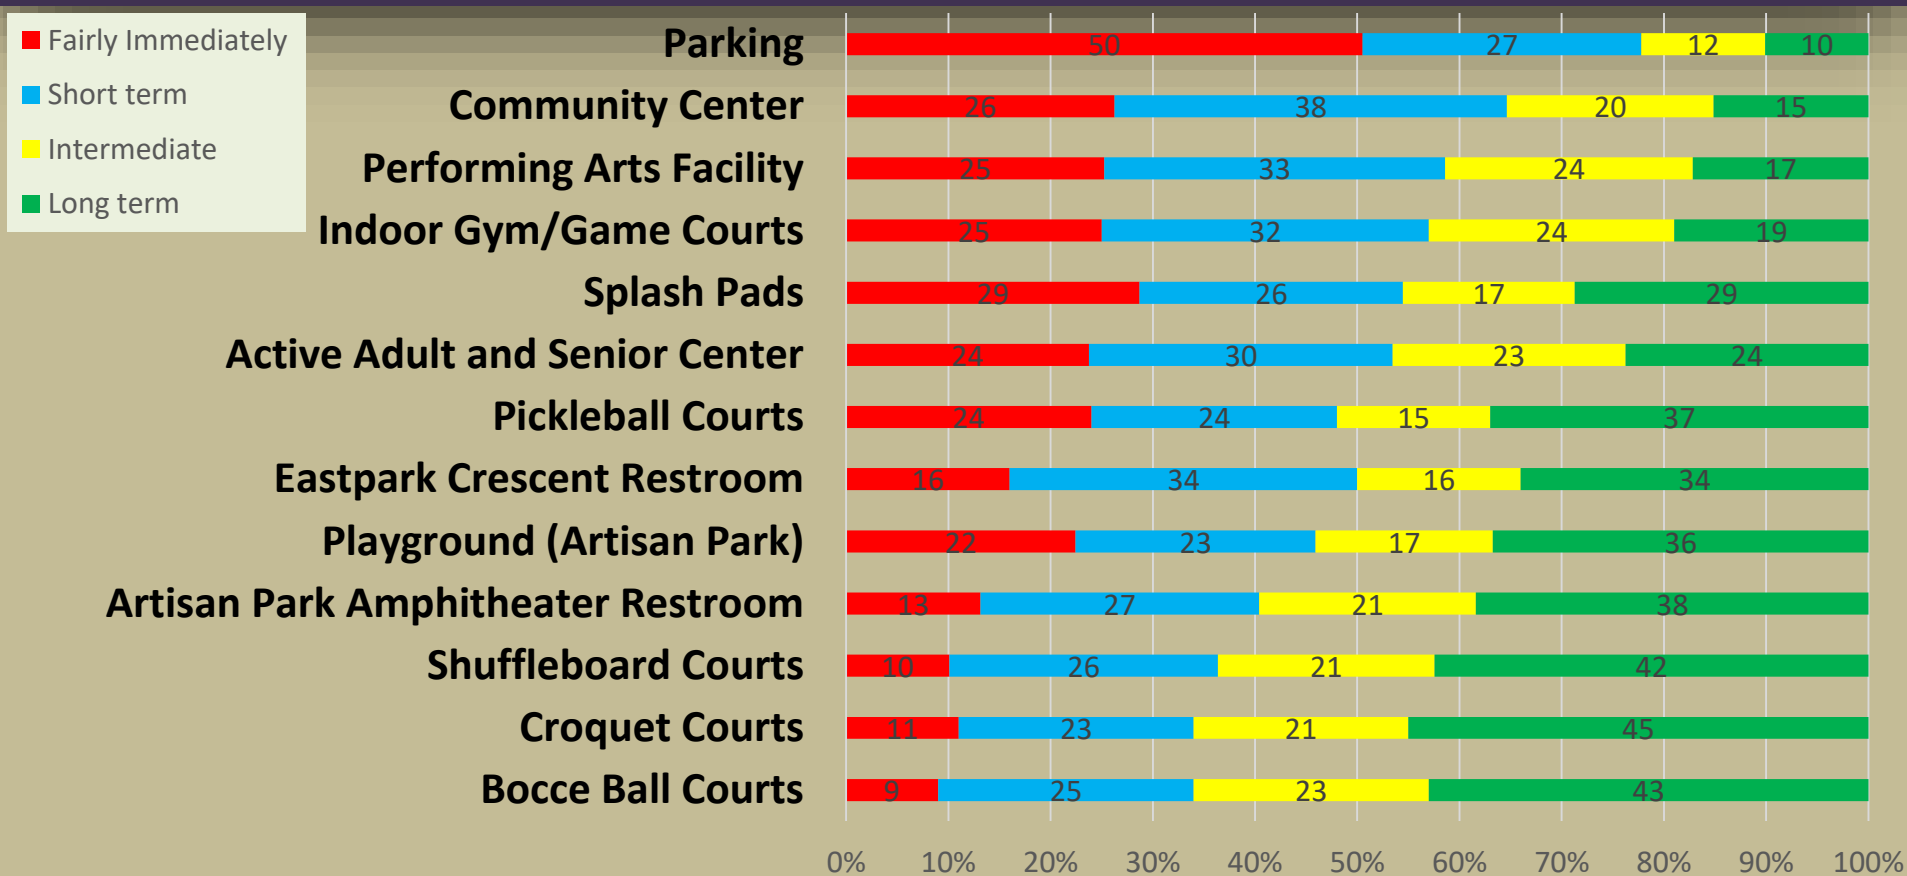 Fairly Immediately
Short term
Intermediate
Long term
Parking 50 27 12 10
Community Center 26 38 20 15
Performing Arts Facility 25 33 24 17
Indoor Gym/Game Courts 25 32 24 19
Splash Pads 29 26 17 29
Active Adult and Senior Center 24 30 23 24
Pickleball Courts 24 24 15 37
Eastpark Crescent Restroom 16 34 16 34
Playground (Artisan Park) 22 23 17 36
Artisan Park Amphitheater Restroom 13 27 21 38
Shuffleboard Courts 10 26 21 42
Croquet Courts 11 23 21 45
Bocce Ball Courts 9 25 23 43
0% 10% 20% 30% 40% 50% 60% 70% 80% 90% 100%